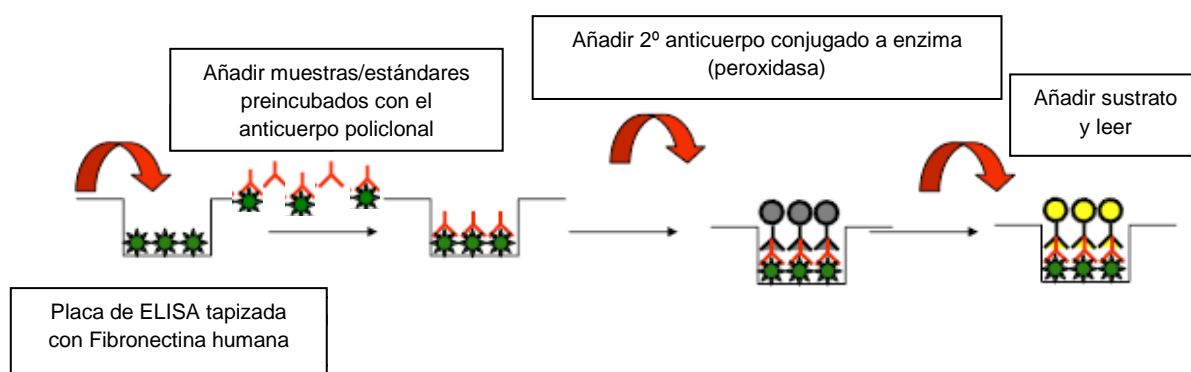 Añadir muestras/estándares
preincubados con el
anticuerpo policlonal
Añadir 2º anticuerpo conjugado a enzima
(peroxidasa)
Añadir sustrato
y leer
Placa de ELISA tapizada
con Fibronectina humana